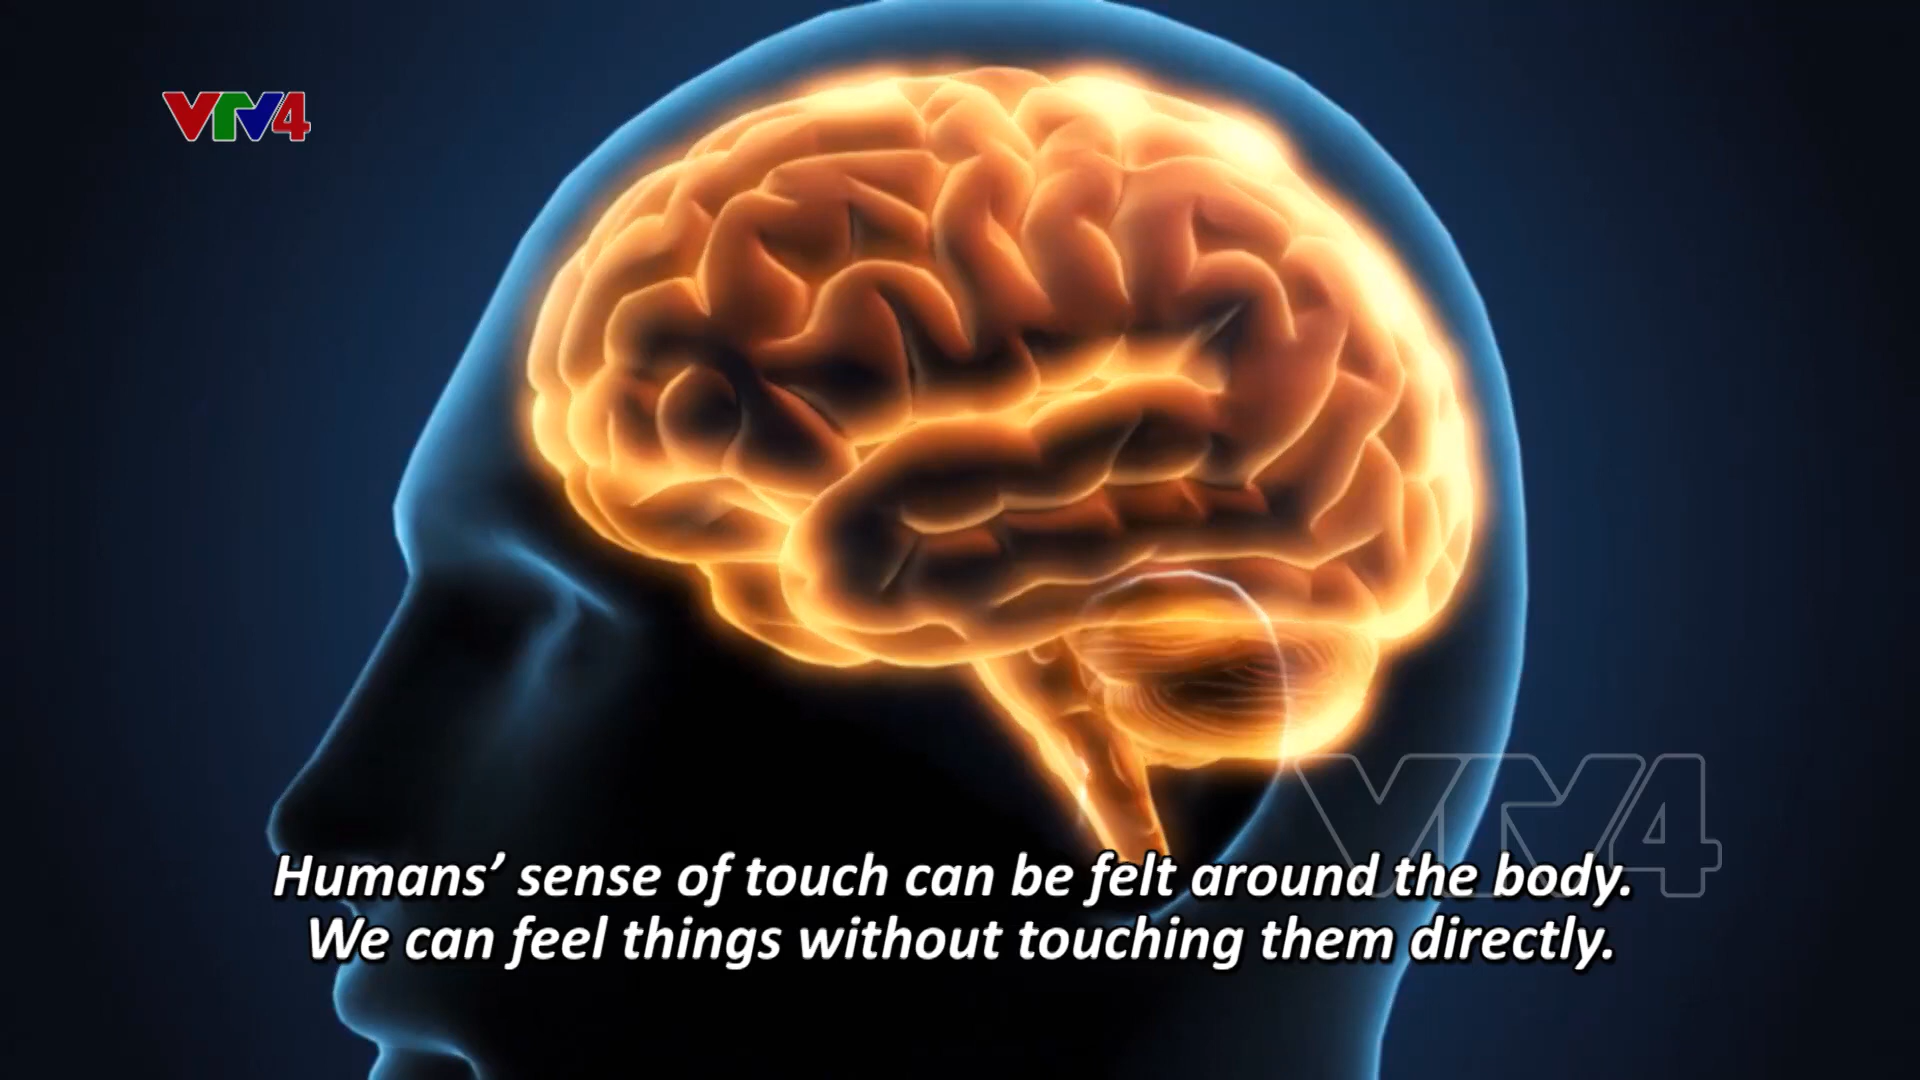 VTV4
Humans’ sense of touch can be felt around the body.
We can feel things without touching them directly.
VTV4